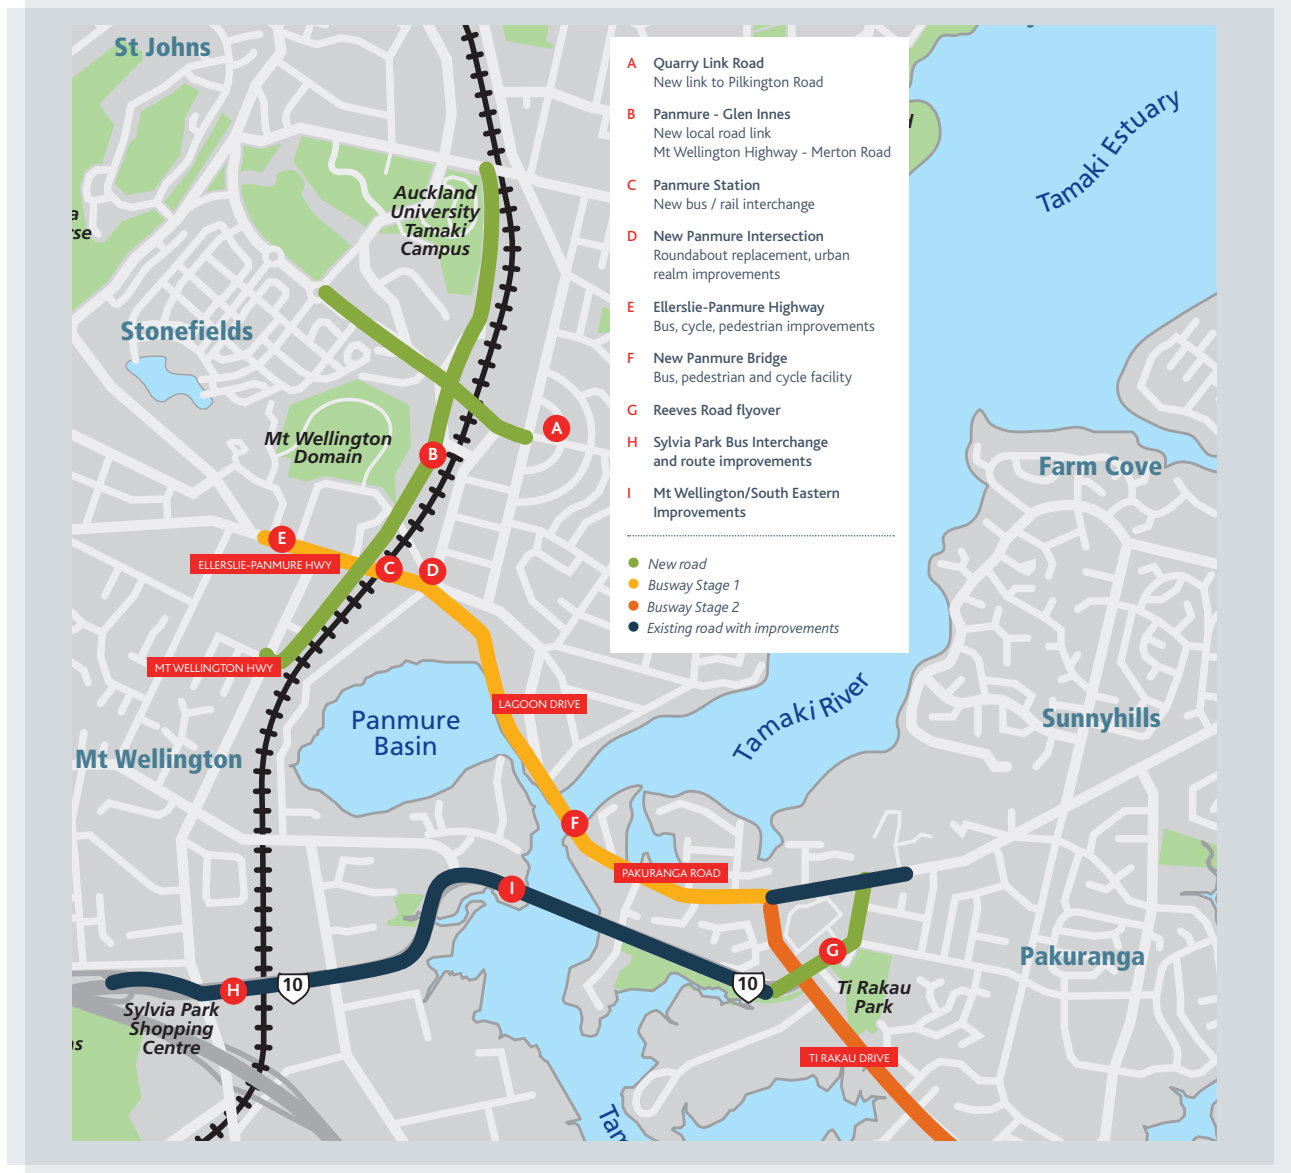 St Johns
Auckland
University
Tamaki
Campus
Stonefields
Mt Wellington
Domain
A
B
E
ELLERSLIE-PANMURE HWY
C
D
MT WELLINGTON HWY
LAGOON DRIVE
Panmure
Basin
Mt Wellington
F
PAKURANGA ROAD
I
H
10
Sylvia Park
Shopping
Centre
10
G
Ti Rakau
Park
TI RAKAU DRIVE
Tamaki Estuary
Farm Cove
Sunnyhills
Tamaki River
Pakuranga
Tam
A Quarry Link Road
New link to Pilkington Road
B Panmure - Glen Innes
New local road link
Mt Wellington Highway - Merton Road
C Panmure Station
New bus / rail interchange
D New Panmure Intersection
Roundabout replacement, urban
realm improvements
E Ellerslie-Panmure Highway
Bus, cycle, pedestrian improvements
F New Panmure Bridge
Bus, pedestrian and cycle facility
G Reeves Road flyover
H Sylvia Park Bus Interchange
and route improvements
I Mt Wellington/South Eastern
Improvements
New road
Busway Stage 1
Busway Stage 2
Existing road with improvements